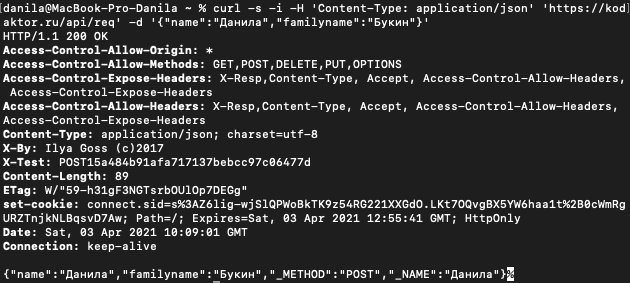 [danila@MacBook-Pro-Danila ~ % curl -s -i -H 'Content-Type: application/json' 'https://kod]
aktor.ru/api/req' -d '{"name":"Данила","familyname":"Букин"}'
HTTP/1.1 200 OK
Access-Control-Allow-Origin: *
Access-Control-Allow-Methods: GET,POST,DELETE,PUT,OPTIONS
Access-Control-Expose-Headers: X-Resp,Content-Type, Accept, Access-Control-Allow-Headers,
Access-Control-Expose-Headers
Access-Control-Allow-Headers: X-Resp,Content-Type, Accept, Access-Control-Allow-Headers,
Access-Control-Expose-Headers
Content-Type: application/json; charset=utf-8
X-By: Ilya Goss (c)2017
X-Test: POST15a484b91afa717137bebcc97c06477d
Content-Length: 89
ETag: W/"59-h31gF3NGTsrbOUlOp7DEGg"
set-cookie: connect.sid=s%3AZ6lig-wjSlQPWoBkTK9z54RG221XXGdO.LKt7OQvgBX5YW6haa1t%2B0cWmRg
URZTnjkNLBqsvD7Aw; Path=/; Expires=Sat, 03 Apr 2021 12:55:41 GMT; HttpOnly
Date: Sat, 03 Apr 2021 10:09:01 GMT
Connection: keep-alive
{"name":"Данила","familyname":"Букин","_METHOD":"POST","_NAME":"Данила"}%